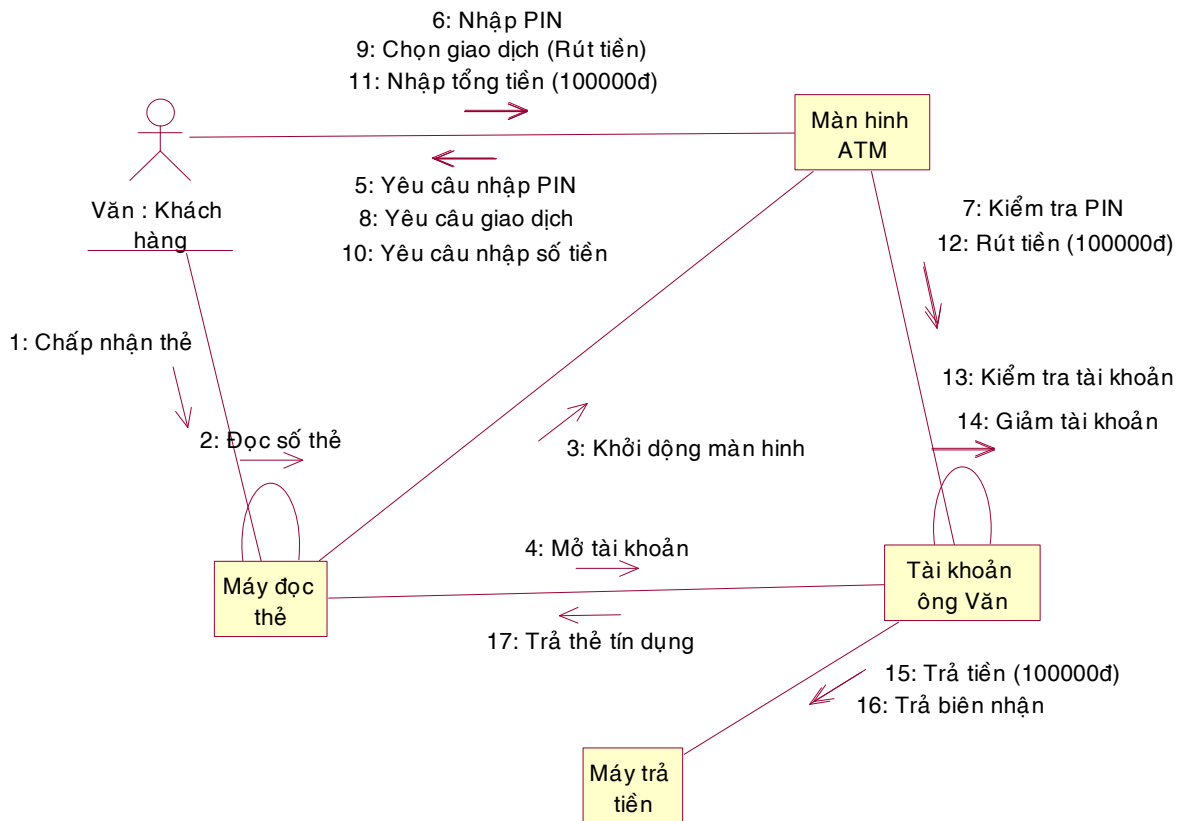 6: Nhập PIN
9: Chọn giao dịch (Rút tiền)
11: Nhập tổng tiền (100000đ)
Màn hinh
ATM
5: Yêu câu nhập PIN
8: Yêu câu giao dịch
10: Yêu câu nhập số tiền
Văn : Khách
hàng
7: Kiểm tra PIN
12: Rút tiền (100000đ)
1: Chấp nhận thẻ
2: Đọc số thẻ
3: Khởi dộng màn hinh
13: Kiểm tra tài khoản
14: Giảm tài khoản
4: Mở tài khoản
Máy đọc
thẻ
Tài khoản
ông Văn
17: Trả thẻ tín dụng
15: Trả tiền (100000đ)
16: Trả biên nhận
Máy trả
tiền